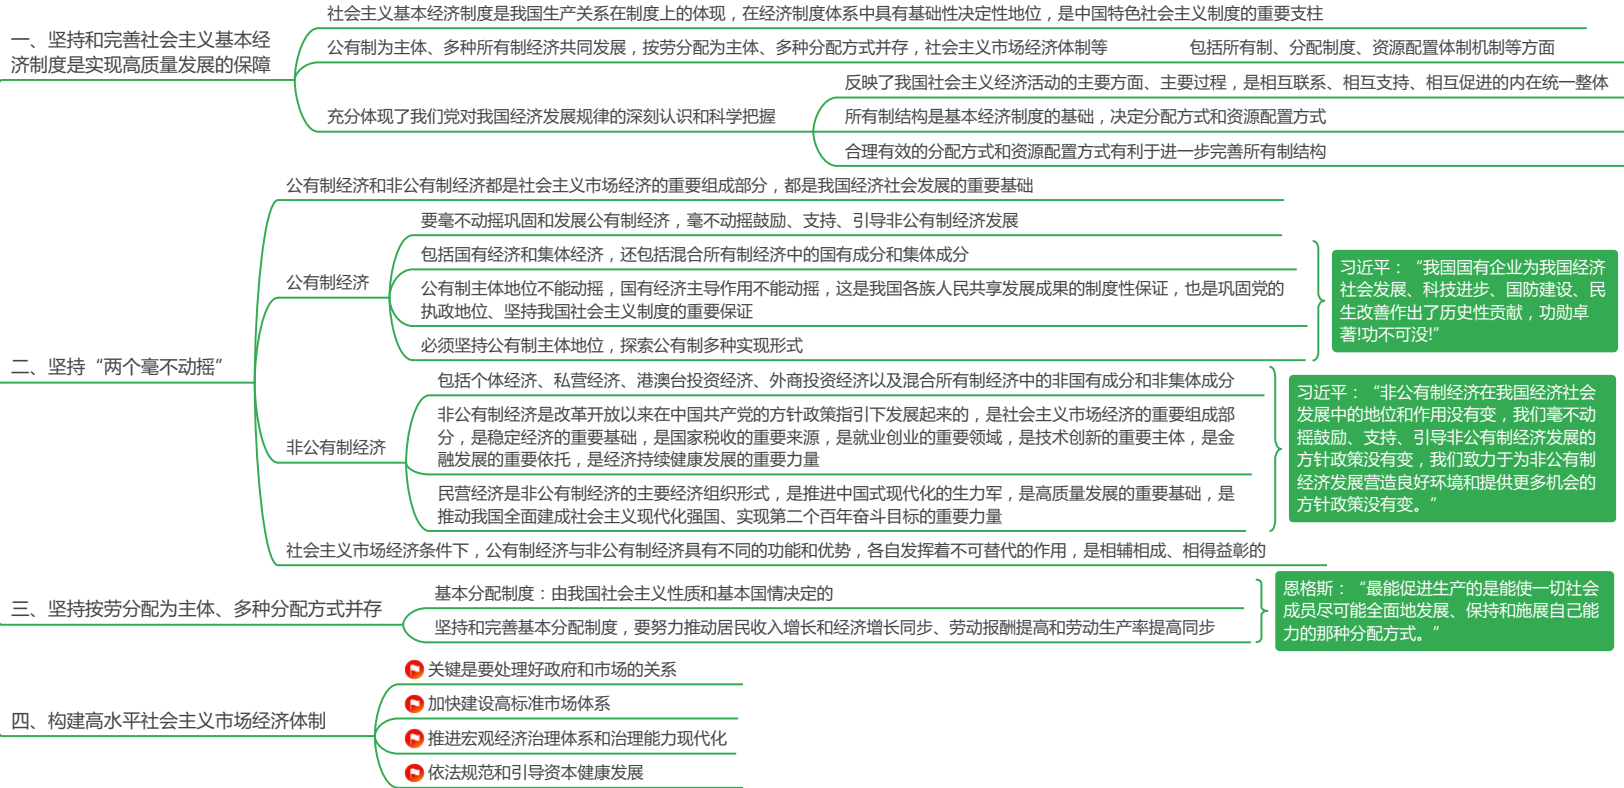 一、坚持和完善社会主义基本经
济制度是实现高质量发展的保障
社会主义基本经济制度是我国生产关系在制度上的体现，在经济制度体系中具有基础性决定性地位，是中国特色社会主义制度的重要支柱
公有制为主体、多种所有制经济共同发展，按劳分配为主体、多种分配方式并存，社会主义市场经济体制等
包括所有制、分配制度、资源配置体制机制等方面
充分体现了我们党对我国经济发展规律的深刻认识和科学把握
反映了我国社会主义经济活动的主要方面、主要过程，是相互联系、相互支持、相互促进的内在统一整体
所有制结构是基本经济制度的基础，决定分配方式和资源配置方式
合理有效的分配方式和资源配置方式有利于进一步完善所有制结构
二、坚持“两个毫不动摇”
公有制经济和非公有制经济都是社会主义市场经济的重要组成部分，都是我国经济社会发展的重要基础
公有制经济
要毫不动摇巩固和发展公有制经济，毫不动摇鼓励、支持、引导非公有制经济发展
包括国有经济和集体经济，还包括混合所有制经济中的国有成分和集体成分
公有制主体地位不能动摇，国有经济主导作用不能动摇，这是我国各族人民共享发展成果的制度性保证，也是巩固党的
执政地位、坚持我国社会主义制度的重要保证
必须坚持公有制主体地位，探索公有制多种实现形式
习近平：“我国国有企业为我国经济
社会发展、科技进步、国防建设、民
生改善作出了历史性贡献，功勋卓
著!功不可没!”
非公有制经济
包括个体经济、私营经济、港澳台投资经济、外商投资经济以及混合所有制经济中的非国有成分和非集体成分
非公有制经济是改革开放以来在中国共产党的方针政策指引下发展起来的，是社会主义市场经济的重要组成部
分，是稳定经济的重要基础，是国家税收的重要来源，是就业创业的重要领域，是技术创新的重要主体，是金
融发展的重要依托，是经济持续健康发展的重要力量
民营经济是非公有制经济的主要经济组织形式，是推进中国式现代化的生力军，是高质量发展的重要基础，是
推动我国全面建成社会主义现代化强国、实现第二个百年奋斗目标的重要力量
习近平：“非公有制经济在我国经济社会
发展中的地位和作用没有变，我们毫不动
摇鼓励、支持、引导非公有制经济发展的
方针政策没有变，我们致力于为非公有制
经济发展营造良好环境和提供更多机会的
方针政策没有变。”
社会主义市场经济条件下，公有制经济与非公有制经济具有不同的功能和优势，各自发挥着不可替代的作用，是相辅相成、相得益彰的
三、坚持按劳分配为主体、多种分配方式并存
基本分配制度：由我国社会主义性质和基本国情决定的
坚持和完善基本分配制度，要努力推动居民收入增长和经济增长同步、劳动报酬提高和劳动生产率提高同步
恩格斯：“最能促进生产的是能使一切社会
成员尽可能全面地发展、保持和施展自己能
力的那种分配方式。”
四、构建高水平社会主义市场经济体制
关键是要处理好政府和市场的关系
加快建设高标准市场体系
推进宏观经济治理体系和治理能力现代化
依法规范和引导资本健康发展